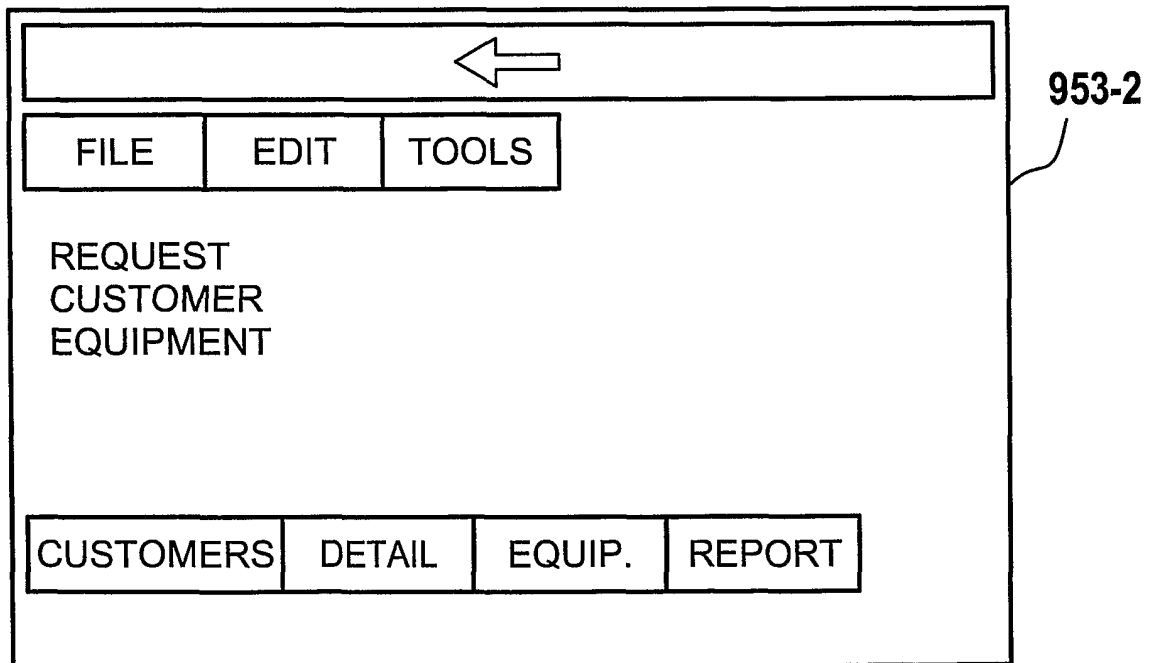 953-2
FILE EDIT TOOLS
REQUEST
CUSTOMER
EQUIPMENT
CUSTOMERS DETAIL EQUIP. REPORT